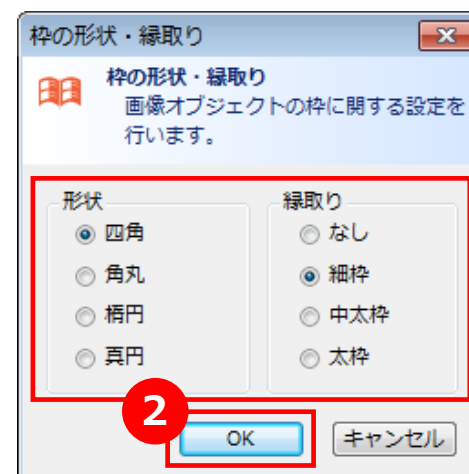 枠の形状・縁取り
枠の形状・縁取り
画像オブジェクトの枠に関する設定を
行います。
形状
四角
角丸
楕円
真円
縁取り
なし
細枠
中太枠
太枠
2
OK
キャンセル